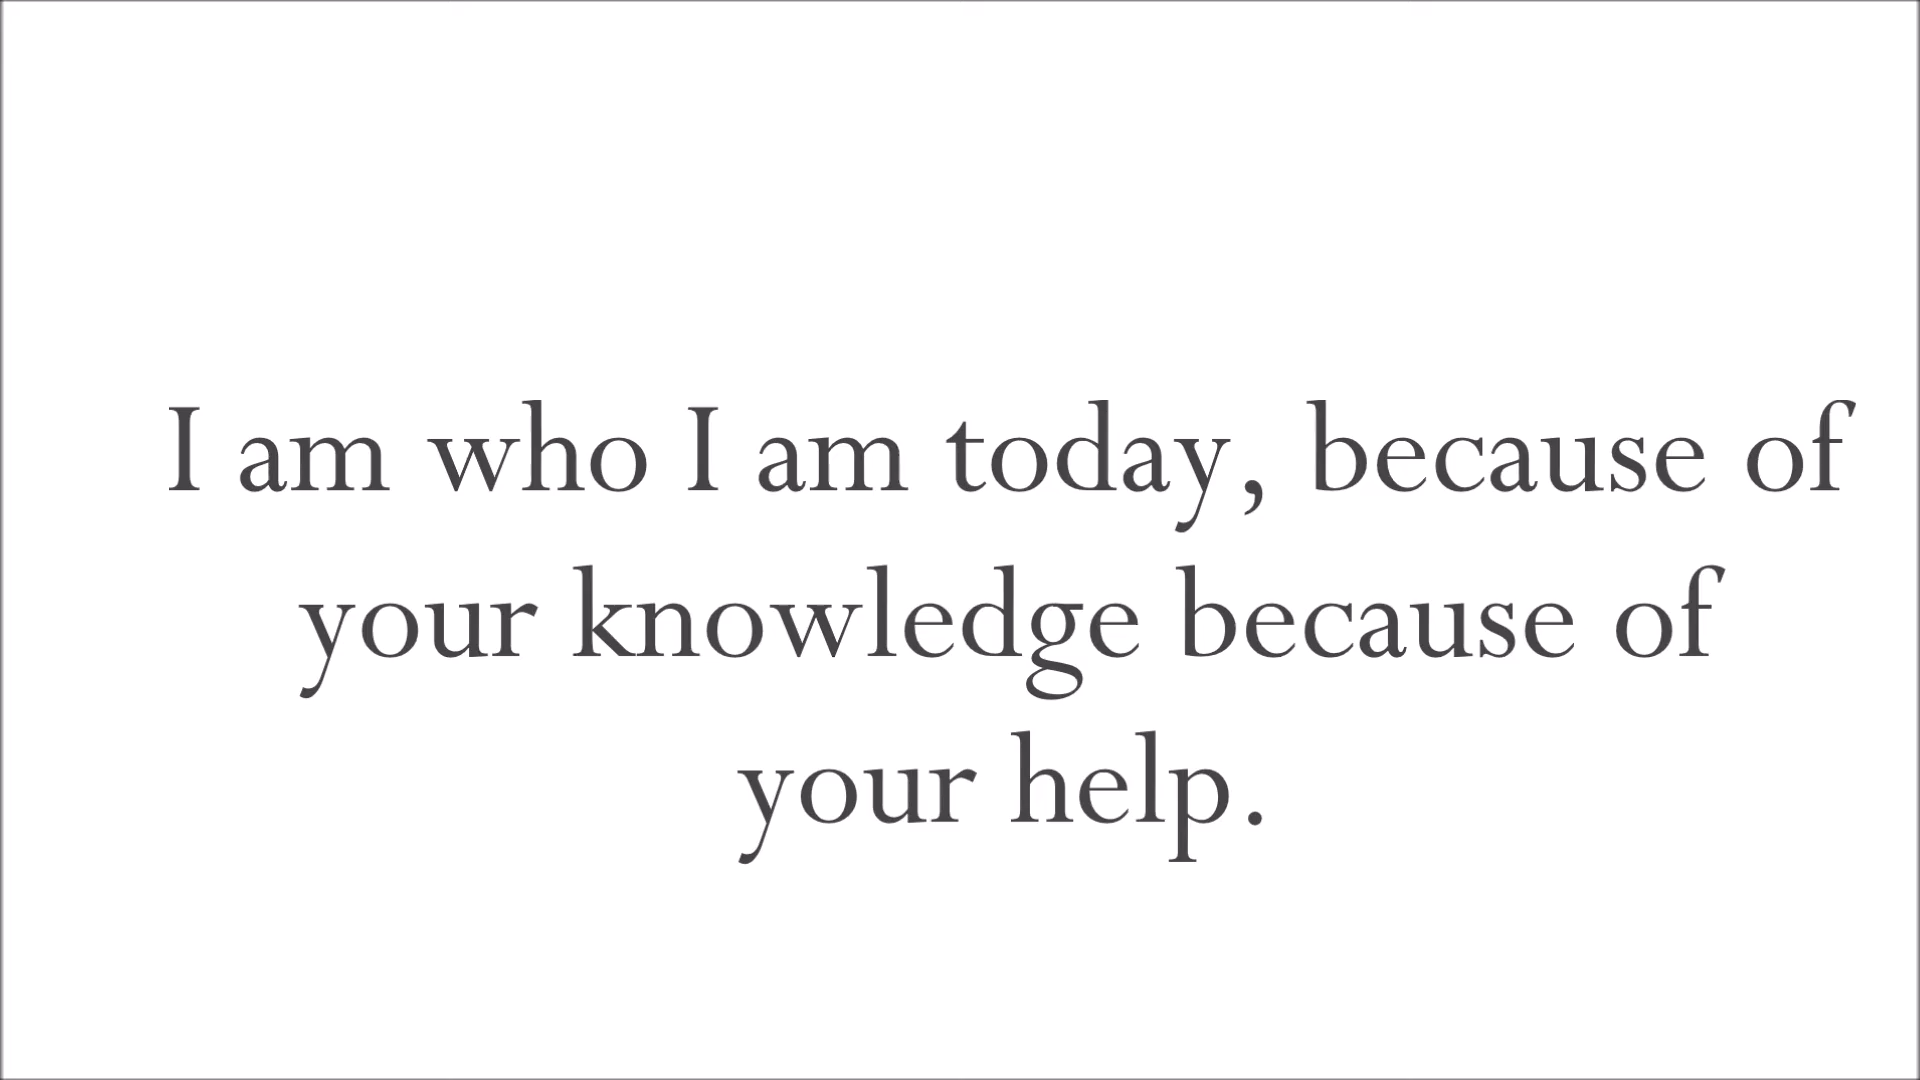 I am who I am today, because of
your knowledge because of
your help.